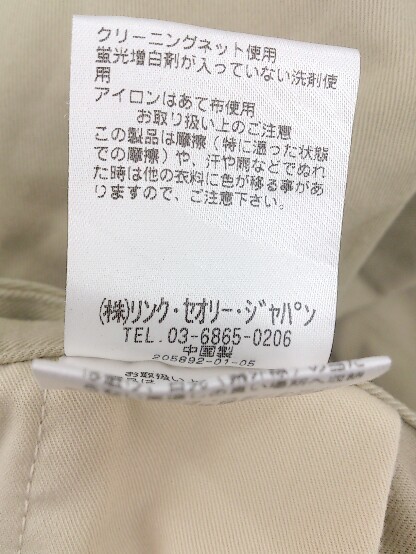 クリーニングネット使用
蛍光増白剤が入っていない洗剤使
用
アイロンはあて布使用
お取り扱い上のご注意
この製品は摩擦（特に湿った状態
での摩擦）や、汗や雨などでぬれ
た時は他の衣料に色が移る事があ
りますので、ご注意下さい。
(株)リンク・セオリー・ジャパン
TEL.03-6865-0206
中国製
205892-01-05
お取扱い